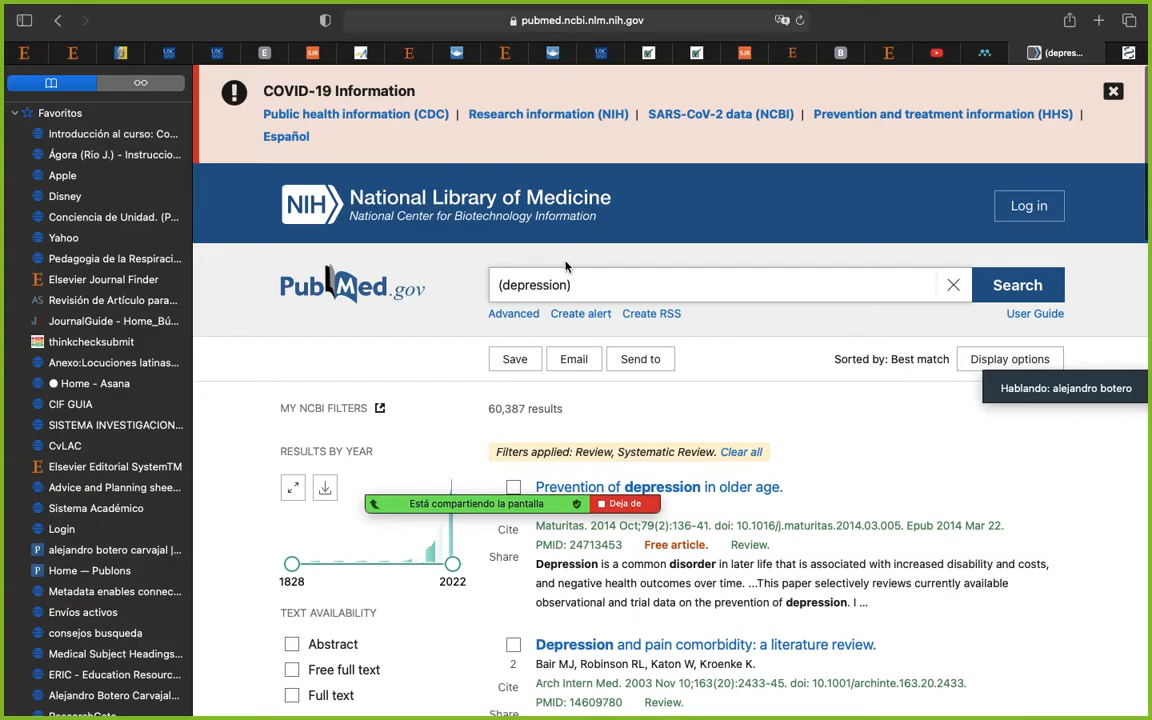 pubmed.ncbi.nlm.nih.gov
(depres...
Favoritos
Introducción al curso: Co...
Ágora (Rio J.) - Instruccio...
Apple
Disney
Conciencia de Unidad. (P...
Yahoo
Pedagogia de la Respiraci...
Elsevier Journal Finder
AS Revisión de Artículo para...
JournalGuide - Home_Bú...
thinkchecksubmit
Anexo:Locuciones latinas...
Home - Asana
CIF GUIA
SISTEMA INVESTIGACION...
CvLAC
Elsevier Editorial SystemTM
Advice and Planning shee...
Sistema Académico
Login
alejandro botero carvajal |...
Home — Publons
Metadata enables connec...
Envíos activos
consejos busqueda
Medical Subject Headings...
ERIC - Education Resourc...
Alejandro Botero Carvajal...
ResearchGate
COVID-19 Information
Public health information (CDC) | Research information (NIH) | SARS-CoV-2 data (NCBI) | Prevention and treatment information (HHS) |
Español
NIH National Library of Medicine
National Center for Biotechnology Information
Log in
PubMed.gov
(depression)
Search
Advanced Create alert Create RSS
User Guide
Save Email Send to
Sorted by: Best match Display options
Hablando: alejandro botero
MY NCBI FILTERS
60,387 results
RESULTS BY YEAR
Filters applied: Review, Systematic Review. Clear all
1828 2022
TEXT AVAILABILITY
Abstract
Free full text
Full text
Prevention of depression in older age.
Está compartiendo la pantalla Deja de
Cite
Share
Maturitas. 2014 Oct;79(2):136-41. doi: 10.1016/j.maturitas.2014.03.005. Epub 2014 Mar 22.
PMID: 24713453 Free article. Review.
Depression is a common disorder in later life that is associated with increased disability and costs,
and negative health outcomes over time. ...This paper selectively reviews currently available
observational and trial data on the prevention of depression. I ...
Depression and pain comorbidity: a literature review.
2
Bair MJ, Robinson RL, Katon W, Kroenke K.
Cite
Arch Intern Med. 2003 Nov 10;163(20):2433-45. doi: 10.1001/archinte.163.20.2433.
PMID: 14609780 Review.
Share